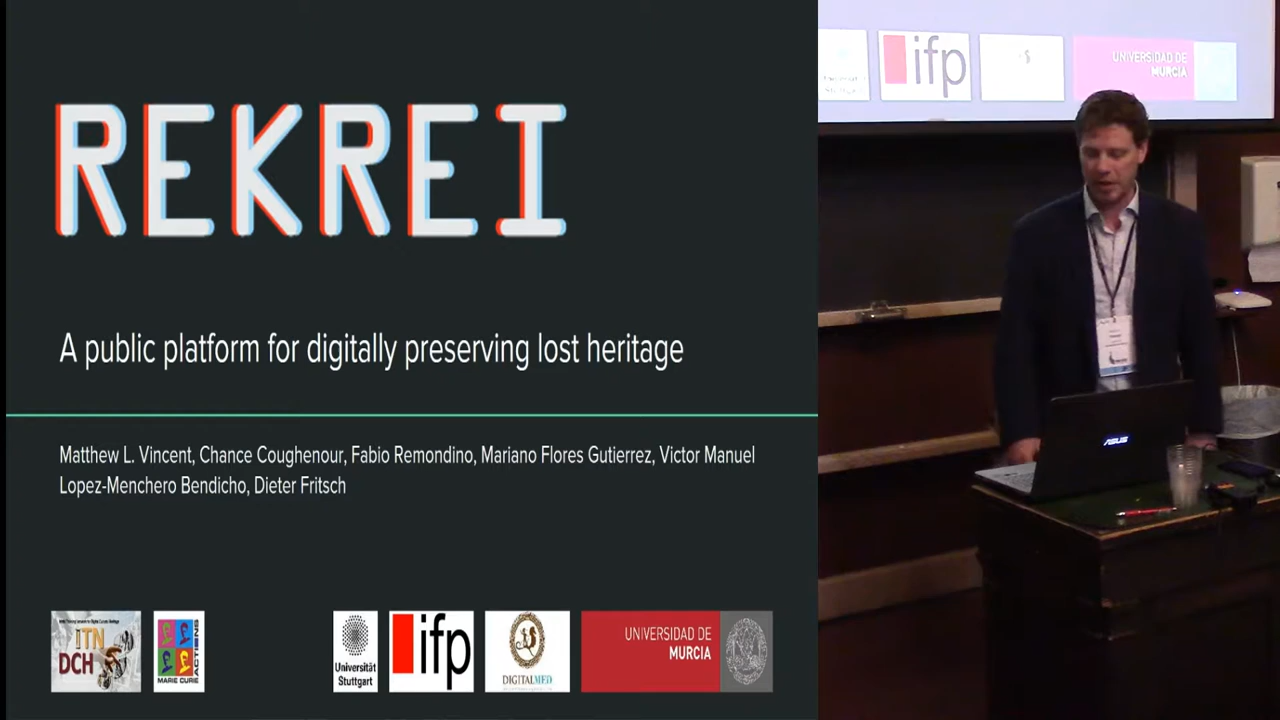 REKREI
A public platform for digitally preserving lost heritage
Matthew L. Vincent, Chance Coughenour, Fabio Remondino, Mariano Flores Gutierrez, Victor Manuel
Lopez-Menchero Bendicho, Dieter Fritsch
ITN
DCH
MARIE CURIE
ACTIONS
Universität
Stuttgart
ifp
DIGITALMED
UNIVERSIDAD DE
MURCIA
ifp
UNIVERSIDAD DE
MURCIA
ASUS